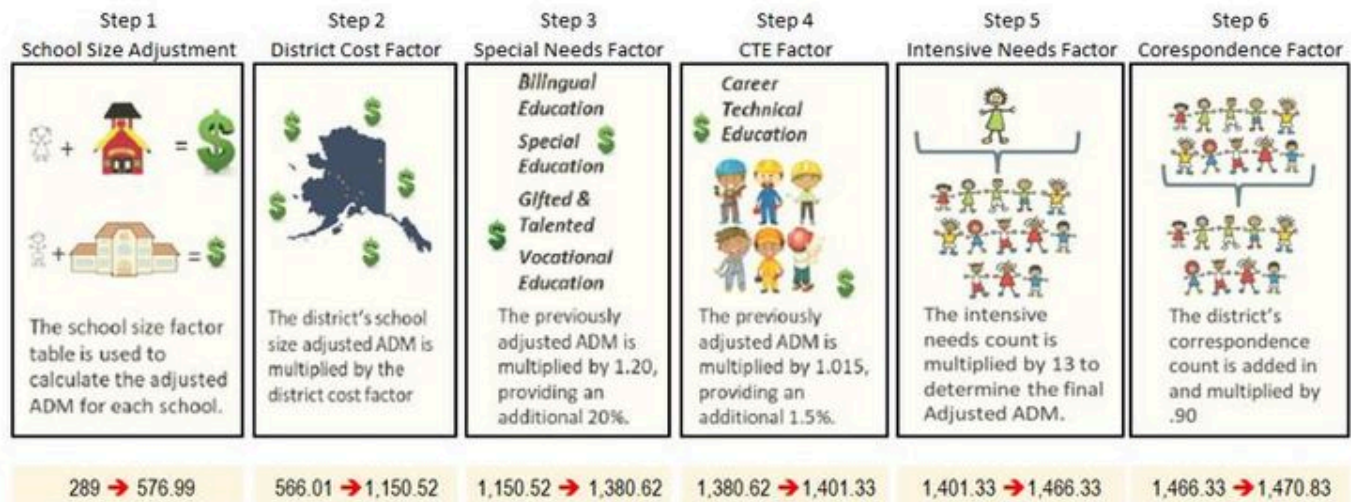 Step 1
School Size Adjustment
+
= $
+
= $
The school size factor
table is used to
calculate the adjusted
ADM for each school.
289 → 576.99
Step 2
District Cost Factor
$ $
$
$
$
The district's school
size adjusted ADM is
multiplied by the
district cost factor
566.01 → 1,150.52
Step 3
Special Needs Factor
Bilingual
Education
Special $
Education
Gifted &
$ Talented
Vocational
Education
The previously
adjusted ADM is
multiplied by 1.20,
providing an
additional 20%.
1,150.52 → 1,380.62
Step 4
CTE Factor
Career
Technical
$ Education
$
The previously
adjusted ADM is
multiplied by 1.015,
providing an
additional 1.5%.
1,380.62 → 1,401.33
Step 5
Intensive Needs Factor
The intensive
needs count is
multiplied by 13 to
determine the final
Adjusted ADM.
1,401.33 → 1,466.33
Step 6
Corespondence Factor
The district's
correspondence
count is added in
and multiplied by
.90
1,466.33 → 1,470.83